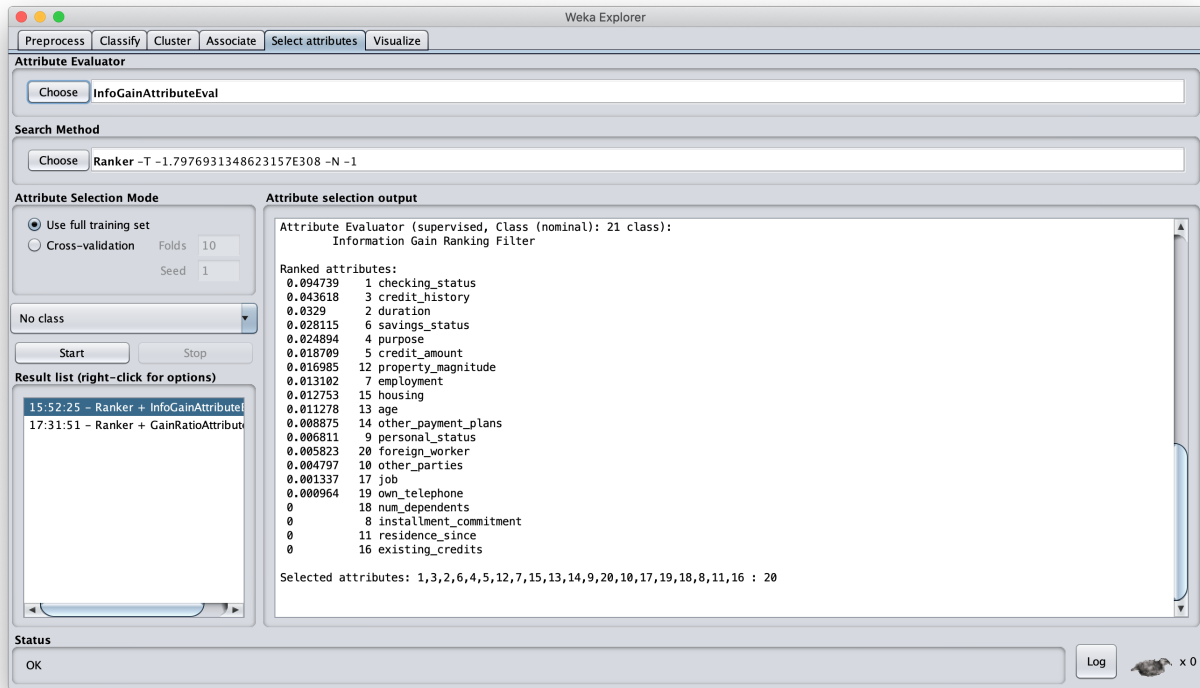 Weka Explorer
Preprocess Classify Cluster Associate Select attributes Visualize
Attribute Evaluator
Choose InfoGainAttributeEval
Search Method
Choose Ranker -T -1.7976931348623157E308 -N -1
Attribute Selection Mode
Use full training set
Cross-validation Folds 10
Seed 1
No class
Start Stop
Result list (right-click for options)
15:52:25 - Ranker + InfoGainAttributeE
17:31:51 - Ranker + GainRatioAttribute
Attribute selection output
Attribute Evaluator (supervised, Class (nominal): 21 class):
Information Gain Ranking Filter
Ranked attributes:
0.094739 1 checking_status
0.043618 3 credit_history
0.0329 2 duration
0.028115 6 savings_status
0.024894 4 purpose
0.018709 5 credit_amount
0.016985 12 property_magnitude
0.013102 7 employment
0.012753 15 housing
0.011278 13 age
0.008875 14 other_payment_plans
0.006811 9 personal_status
0.005823 20 foreign_worker
0.004797 10 other_parties
0.001337 17 job
0.000964 19 own_telephone
0 18 num_dependents
0 8 installment_commitment
0 11 residence_since
0 16 existing_credits
Selected attributes: 1,3,2,6,4,5,12,7,15,13,14,9,20,10,17,19,18,8,11,16 : 20
Status
OK
Log
x 0